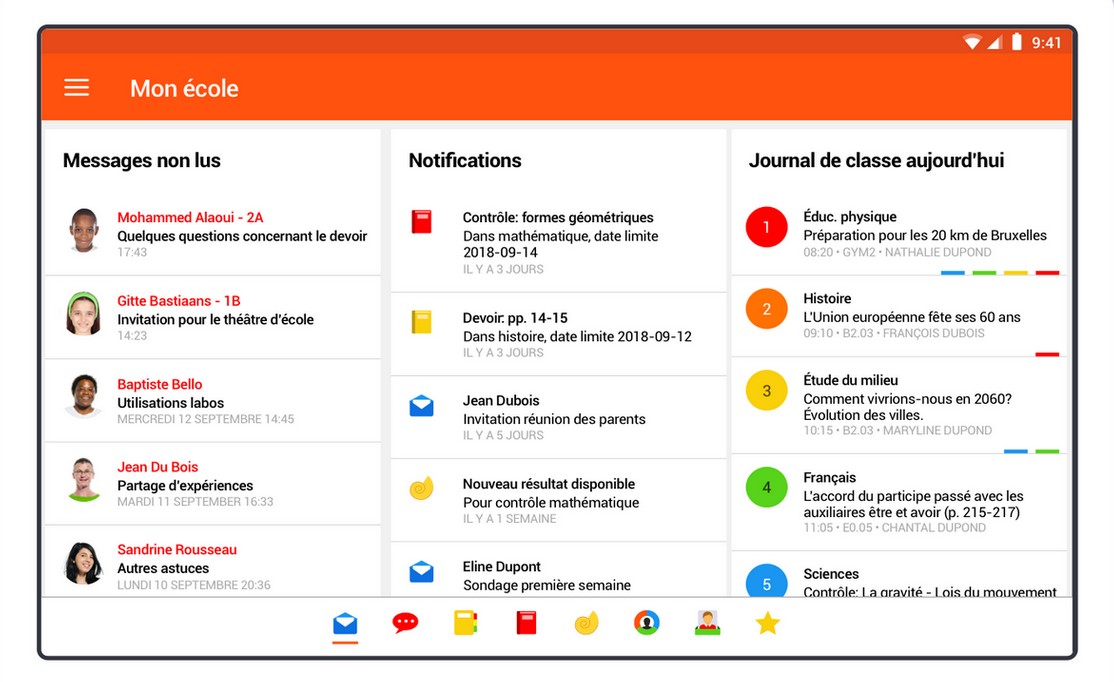 9:41
Mon école
Messages non lus
Mohammed Alaoui - 2A
Quelques questions concernant le devoir
17:43
Gitte Bastiaans - 1B
Invitation pour le théâtre d'école
14:23
Baptiste Bello
Utilisations labos
MERCREDI 12 SEPTEMBRE 14:45
Jean Du Bois
Partage d'expériences
MARDI 11 SEPTEMBER 16:33
Sandrine Rousseau
Autres astuces
LUNDI 10 SEPTEMBRE 20:36
Notifications
Contrôle: formes géométriques
Dans mathématique, date limite
2018-09-14
IL Y A 3 JOURS
Devoir: pp. 14-15
Dans histoire, date limite 2018-09-12
IL Y A 3 JOURS
Jean Dubois
Invitation réunion des parents
IL Y A 5 JOURS
Nouveau résultat disponible
Pour contrôle mathématique
IL Y A 1 SEMAINE
Eline Dupont
Sondage première semaine
Journal de classe aujourd'hui
1
Éduc. physique
Préparation pour les 20 km de Bruxelles
08:20 • GYM2 • NATHALIE DUPOND
2
Histoire
L'Union européenne fête ses 60 ans
09:10 • B2.03 • FRANÇOIS DUBOIS
3
Étude du milieu
Comment vivrions-nous en 2060?
Évolution des villes.
10:15 • B2.03 • MARYLINE DUPOND
4
Français
L'accord du participe passé avec les
auxiliaires être et avoir (p. 215-217)
11:05 • E0.05 • CHANTAL DUPOND
5
Sciences
Contrôle: La gravité - Lois du mouvement